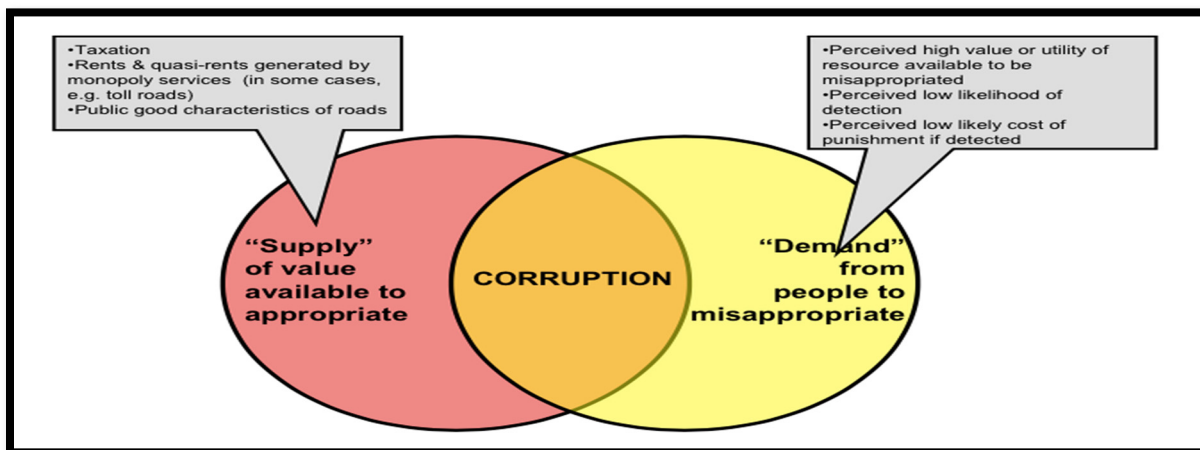 •Taxation
•Rents & quasi-rents generated by
monopoly services  (in some cases,
e.g. toll roads)
•Public good characteristics of roads
•Perceived high value or utility of
resource available to be
misappropriated
•Perceived low likelihood of
detection
•Perceived low likely cost of
punishment if detected
“Supply”
of value
available to
appropriate
CORRUPTION
“Demand”
from
people to
misappropriate